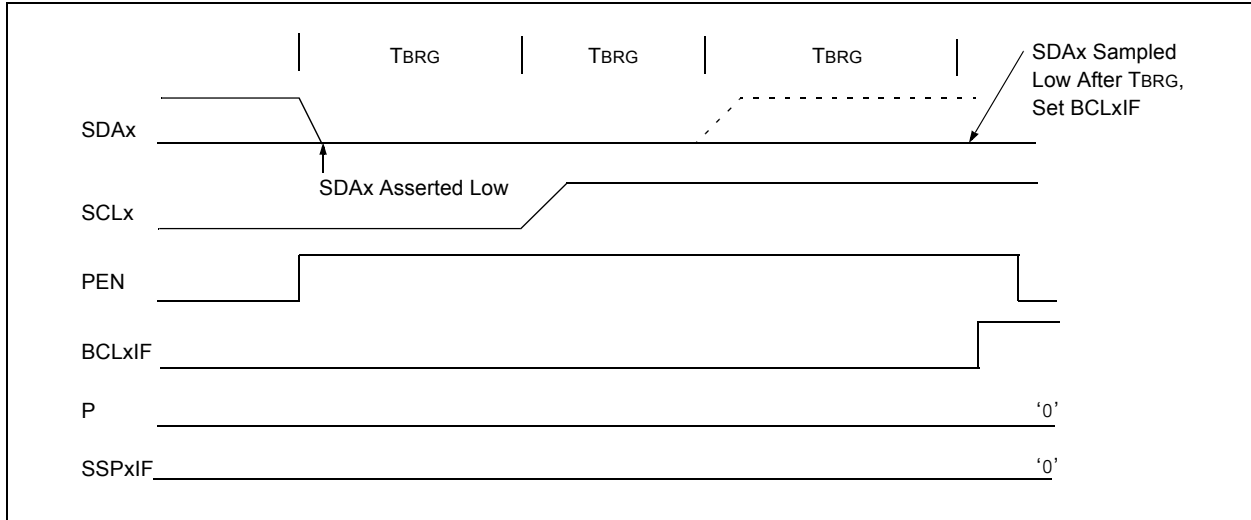 TBRG
TBRG
TBRG
SDAx Sampled
Low After TBRG,
Set BCLxIF
SDAx
SDAx Asserted Low
SCLx
PEN
BCLxIF
P
‘0’
SSPxIF
‘0’